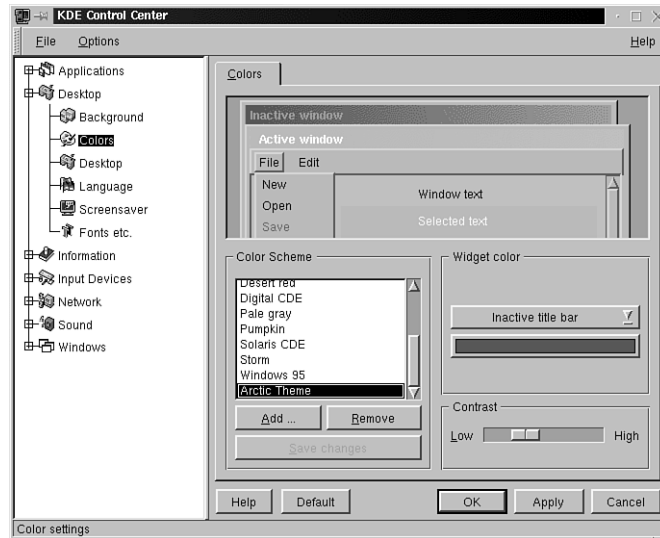 KDE Control Center
File Options Help
Applications
Desktop
Background
Colors
Desktop
Language
Screensaver
Fonts etc.
Information
Input Devices
Network
Sound
Windows
Colors
Inactive window
Active window
File Edit
New
Open
Save
Window text
Selected text
Color Scheme
Desert red
Digital CDE
Pale gray
Pumpkin
Solaris CDE
Storm
Windows 95
Arctic Theme
Add ... Remove
Save changes
Widget color
Inactive title bar
Contrast
Low High
Help Default OK Apply Cancel
Color settings